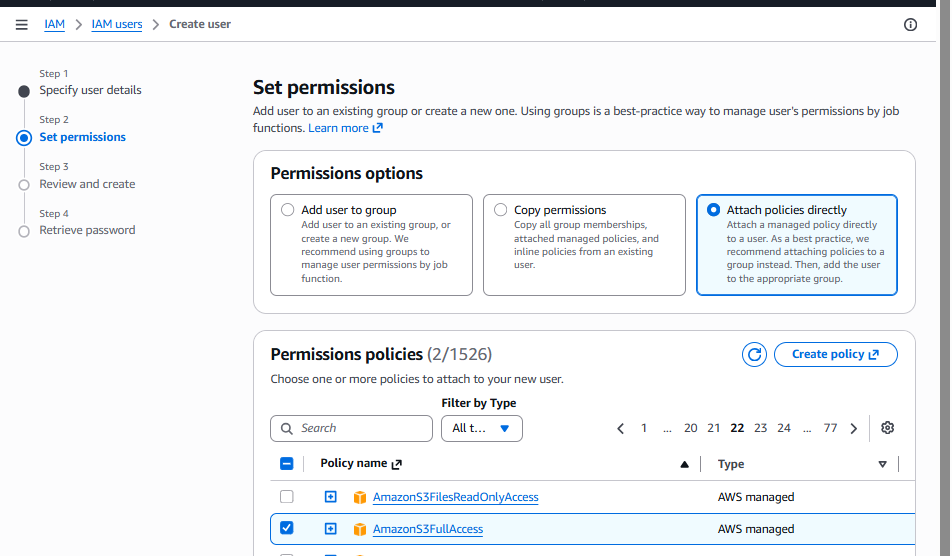 IAM > IAM users > Create user
Step 1
Specify user details
Step 2
Set permissions
Step 3
Review and create
Step 4
Retrieve password
Set permissions
Add user to an existing group or create a new one. Using groups is a best-practice way to manage user's permissions by job
functions. Learn more
Permissions options
Add user to group
Add user to an existing group, or
create a new group. We
recommend using groups to
manage user permissions by job
function.
Copy permissions
Copy all group memberships,
attached managed policies, and
inline policies from an existing
user.
Attach policies directly
Attach a managed policy directly
to a user. As a best practice, we
recommend attaching policies to a
group instead. Then, add the user
to the appropriate group.
Permissions policies (2/1526)
Create policy
Choose one or more policies to attach to your new user.
Filter by Type
Search
All t...
1 ... 20 21 22 23 24 ... 77
Policy name
Type
AmazonS3FilesReadOnlyAccess
AWS managed
AmazonS3FullAccess
AWS managed